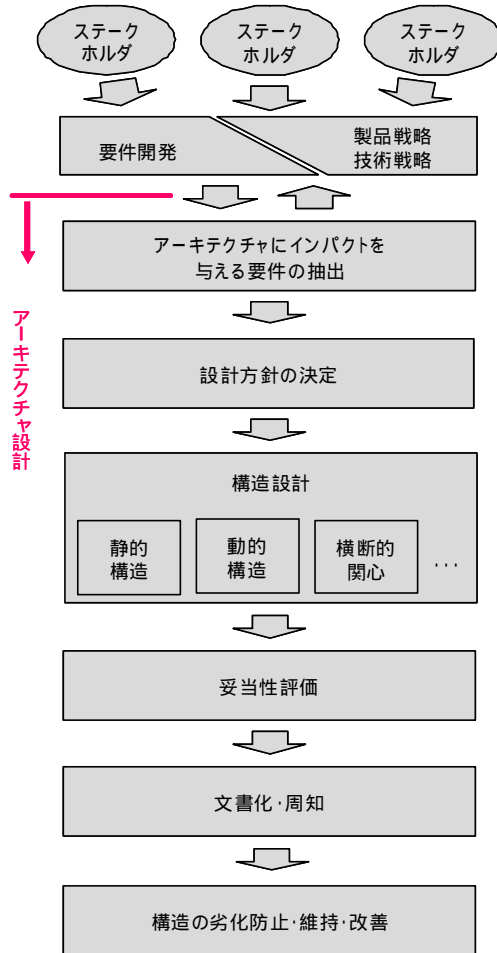 ステーク
ホルダ
ステーク
ホルダ
ステーク
ホルダ
要件開発
製品戦略
技術戦略
アーキテクチャにインパクトを
与える要件の抽出
アーキテクチャ設計
設計方針の決定
構造設計
静的
構造
動的
構造
横断的
関心
･･･
妥当性評価
文書化･周知
構造の劣化防止･維持･改善